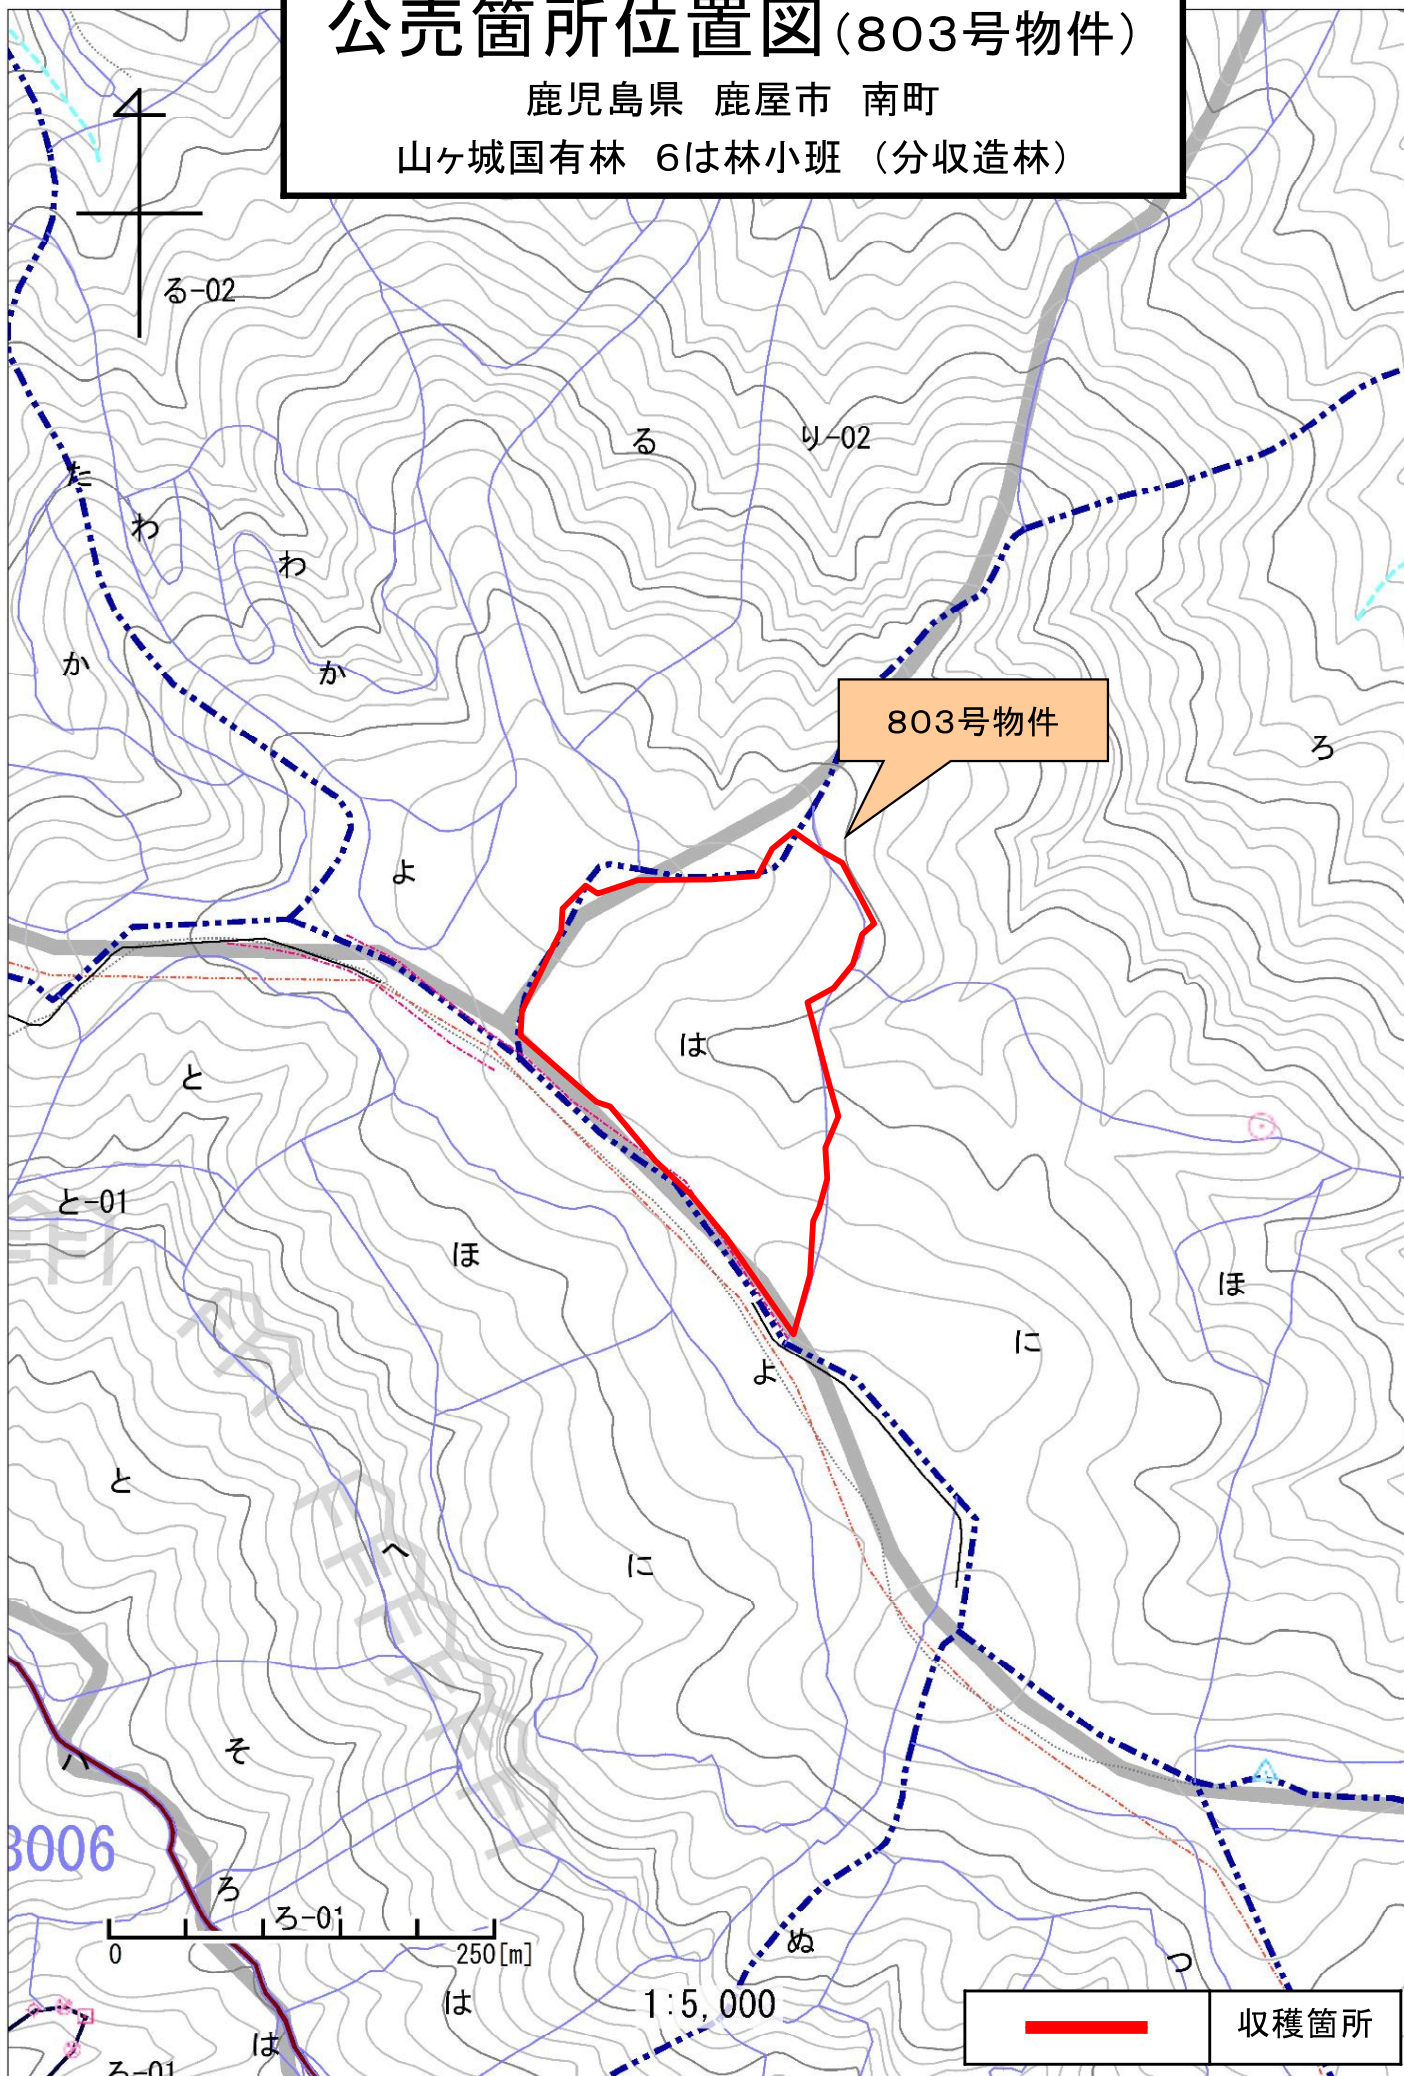 公売箇所位置図（803号物件）
鹿児島県　鹿屋市　南町
山ヶ城国有林　6は林小班　（分収造林）
る-02
る
り-02
た
わ
わ
か
か
803号物件
ろ
よ
は
と
と-01
ほ
ほ
に
よ
と
へ
に
そ
ハ
3006
ろ
ろ-01
0
250[m]
ぬ
つ
は
1:5,000
収穫箇所
は
ろ-01